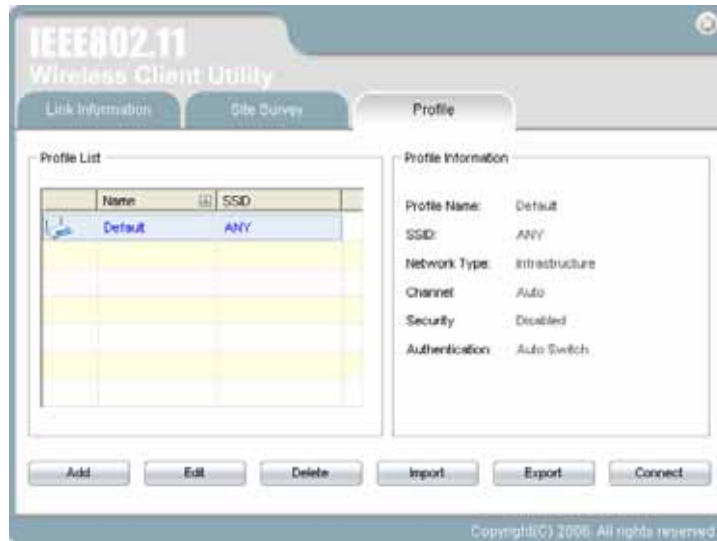 IEEE802.11
Wireless Client Utility
Link Information Site Survey Profile
Profile List
Name SSID
Default ANY
Profile Information
Profile Name: Default
SSID: ANY
Network Type: Infrastructure
Channel Auto
Security Disabled
Authentication Auto Switch
Add Edit Delete Import Export Connect
Copyright(C) 2006 All rights reserved